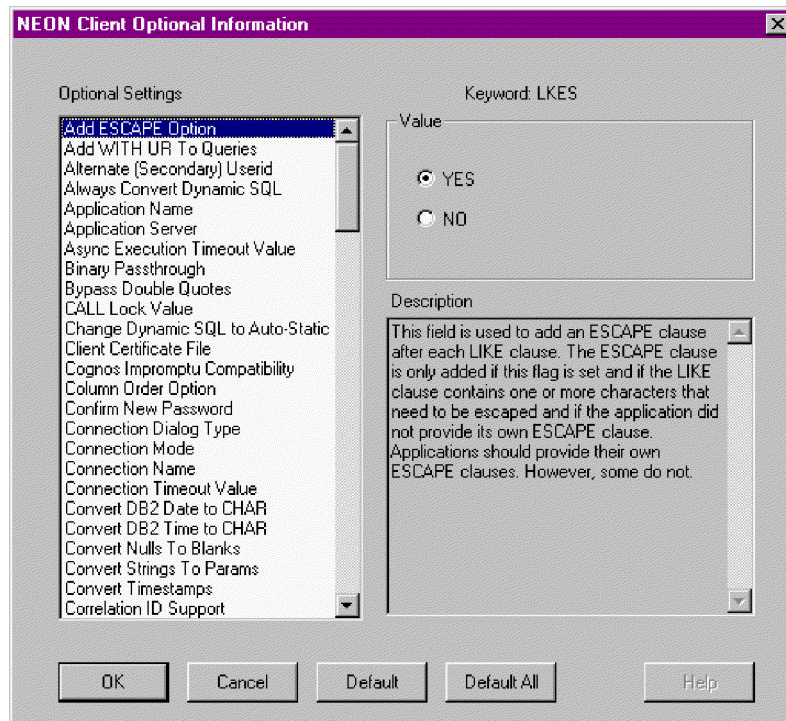 NEON Client Optional Information
Optional Settings
Keyword: LKES
Add ESCAPE Option
Add WITH UR To Queries
Alternate (Secondary) Userid
Always Convert Dynamic SQL
Application Name
Application Server
Async Execution Timeout Value
Binary Passthrough
Bypass Double Quotes
CALL Lock Value
Change Dynamic SQL to Auto-Static
Client Certificate File
Cognos Impromptu Compatibility
Column Order Option
Confirm New Password
Connection Dialog Type
Connection Mode
Connection Name
Connection Timeout Value
Convert DB2 Date to CHAR
Convert DB2 Time to CHAR
Convert Nulls To Blanks
Convert Strings To Params
Convert Timestamps
Correlation ID Support
Value
YES
NO
Description
This field is used to add an ESCAPE clause
after each LIKE clause. The ESCAPE clause
is only added if this flag is set and if the LIKE
clause contains one or more characters that
need to be escaped and if the application did
not provide its own ESCAPE clause.
Applications should provide their own
ESCAPE clauses. However, some do not.
OK
Cancel
Default
Default All
Help